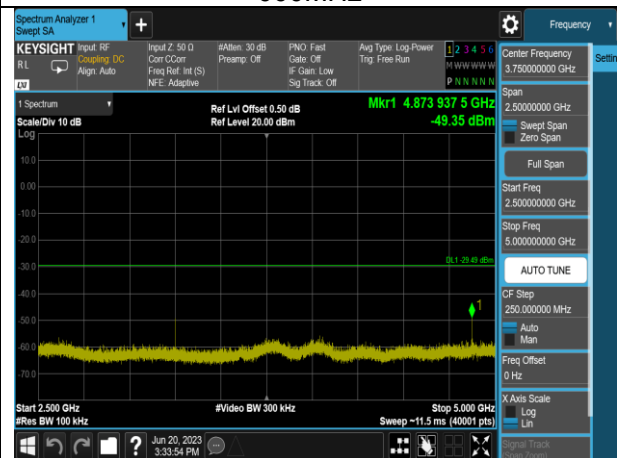 Spectrum Analyzer 1
Swept SA
Frequency
KEYSIGHT
RL
Input: RF
Coupling: DC
Align: Auto
Input Z: 50 Ω
Corr CCorr
Freq Ref: Int (S)
NFE: Adaptive
#Atten: 30 dB
Preamp: Off
PNO: Fast
Gate: Off
IF Gain: Low
Sig Track: Off
Avg Type: Log-Power
Trig: Free Run
1 2 3 4 5 6
M W W W W W
P N N N N N
Center Frequency
3.750000000 GHz
Settin
1 Spectrum
Scale/Div 10 dB
Log
Ref Lvl Offset 0.50 dB
Ref Level 20.00 dBm
Mkr1 4.873 937 5 GHz
-49.35 dBm
Span
2.50000000 GHz
Swept Span
Zero Span
Full Span
Start Freq
2.500000000 GHz
Stop Freq
5.000000000 GHz
AUTO TUNE
CF Step
250.000000 MHz
Auto
Man
Freq Offset
0 Hz
X Axis Scale
Log
Lin
Signal Track
(Span Zoom)
10.0
0.00
-10.0
-20.0
-30.0
-40.0
-50.0
-60.0
-70.0
DL1 -29.49 dBm
1
Start 2.500 GHz
#Res BW 100 kHz
#Video BW 300 kHz
Stop 5.000 GHz
Sweep ~11.5 ms (40001 pts)
?
Jun 20, 2023
3:33:54 PM